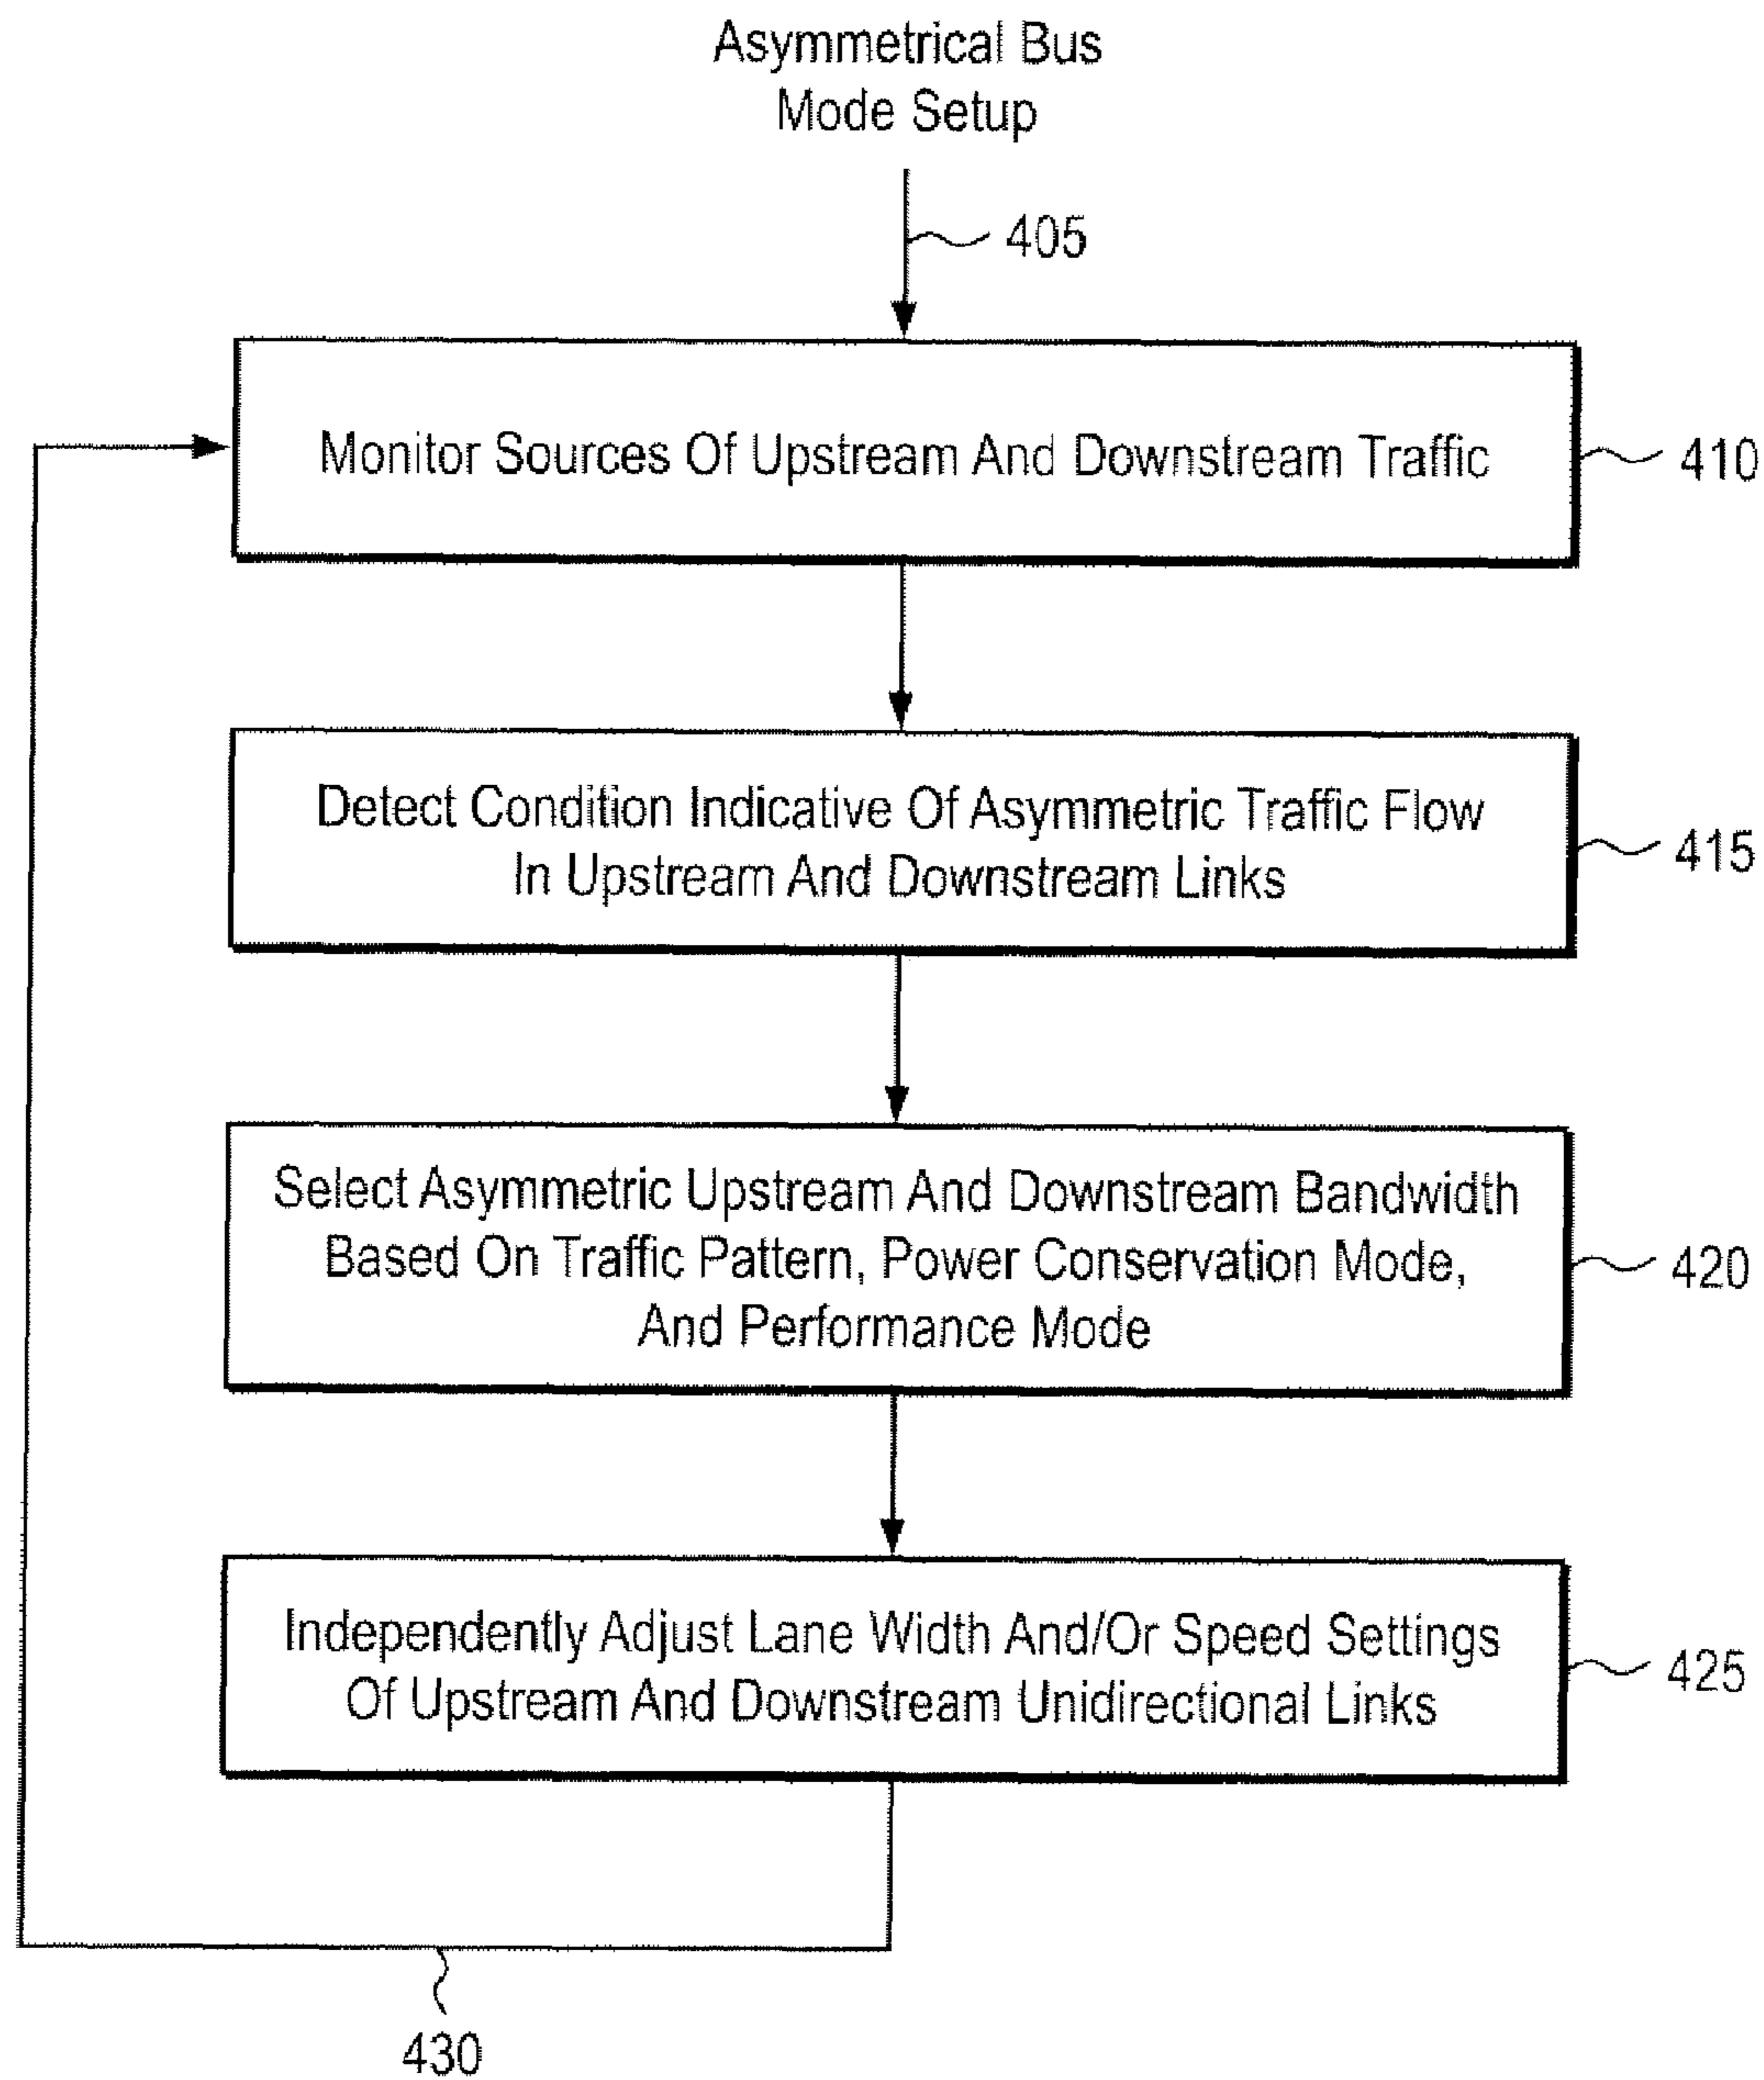 Asymmetrical Bus
Mode Setup
405
Monitor Sources Of Upstream And Downstream Traffic
410
Detect Condition Indicative Of Asymmetric Traffic Flow
In Upstream And Downstream Links
415
Select Asymmetric Upstream And Downstream Bandwidth
Based On Traffic Pattern, Power Conservation Mode,
And Performance Mode
420
Independently Adjust Lane Width And/Or Speed Settings
Of Upstream And Downstream Unidirectional Links
425
430